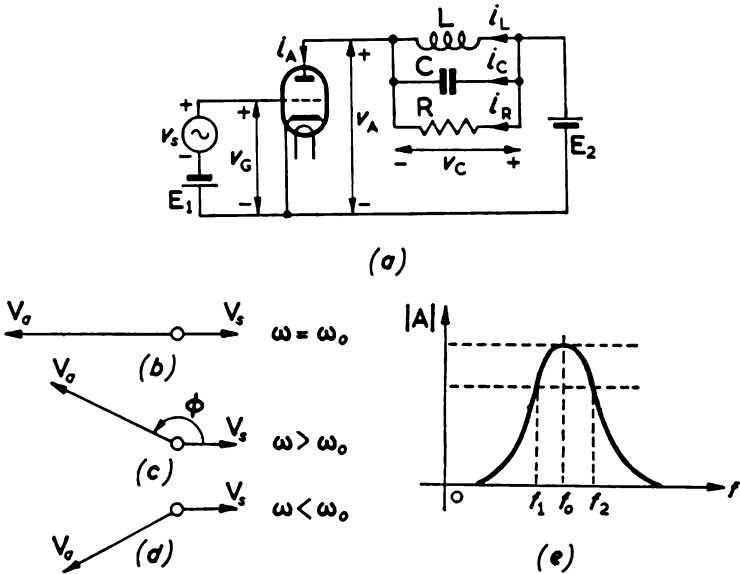 L i_L
i_A C i_C
R i_R
+ + + v_s v_G v_A
- - - - v_C + E_1 E_2
(a)
V_a V_s ω = ω_o
(b)
V_a ϕ V_s ω > ω_o
(c)
V_a V_s ω < ω_o
(d)
|A|
O f_1 f_o f_2 f
(e)